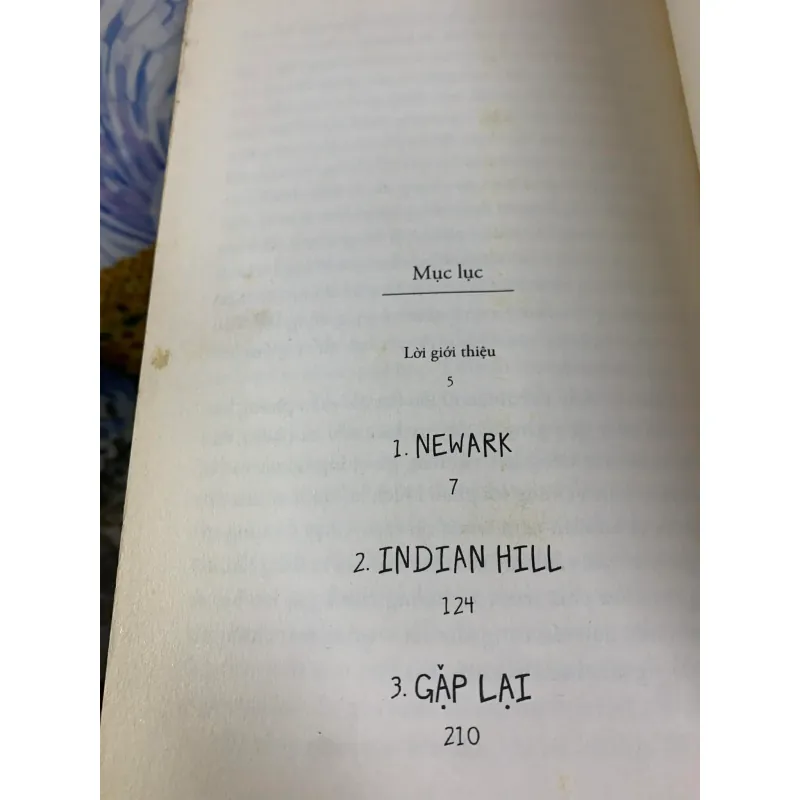 Mục lục
Lời giới thiệu
5
1. NEWARK
7
2. INDIAN HILL
124
3. GẶP LẠI
210